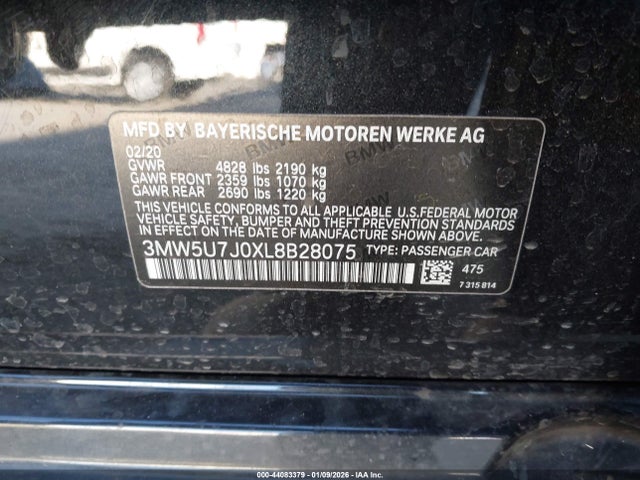 MFD BY BAYERISCHE MOTOREN WERKE AG
02/20
GVWR 4828 lbs 2190 kg
GAWR FRONT 2359 lbs 1070 kg
GAWR REAR 2690 lbs 1220 kg
THIS VEHICLE CONFORMS TO ALL APPLICABLE U.S.FEDERAL MOTOR
VEHICLE SAFETY, BUMPER AND THEFT PREVENTION STANDARDS
IN EFFECT ON THE DATE OF MANUFACTURE SHOWN ABOVE.
3MW5U7J0XL8B28075 TYPE: PASSENGER CAR
475
7 315 814
000-44083379 - 01/09/2026 - IAA Inc.